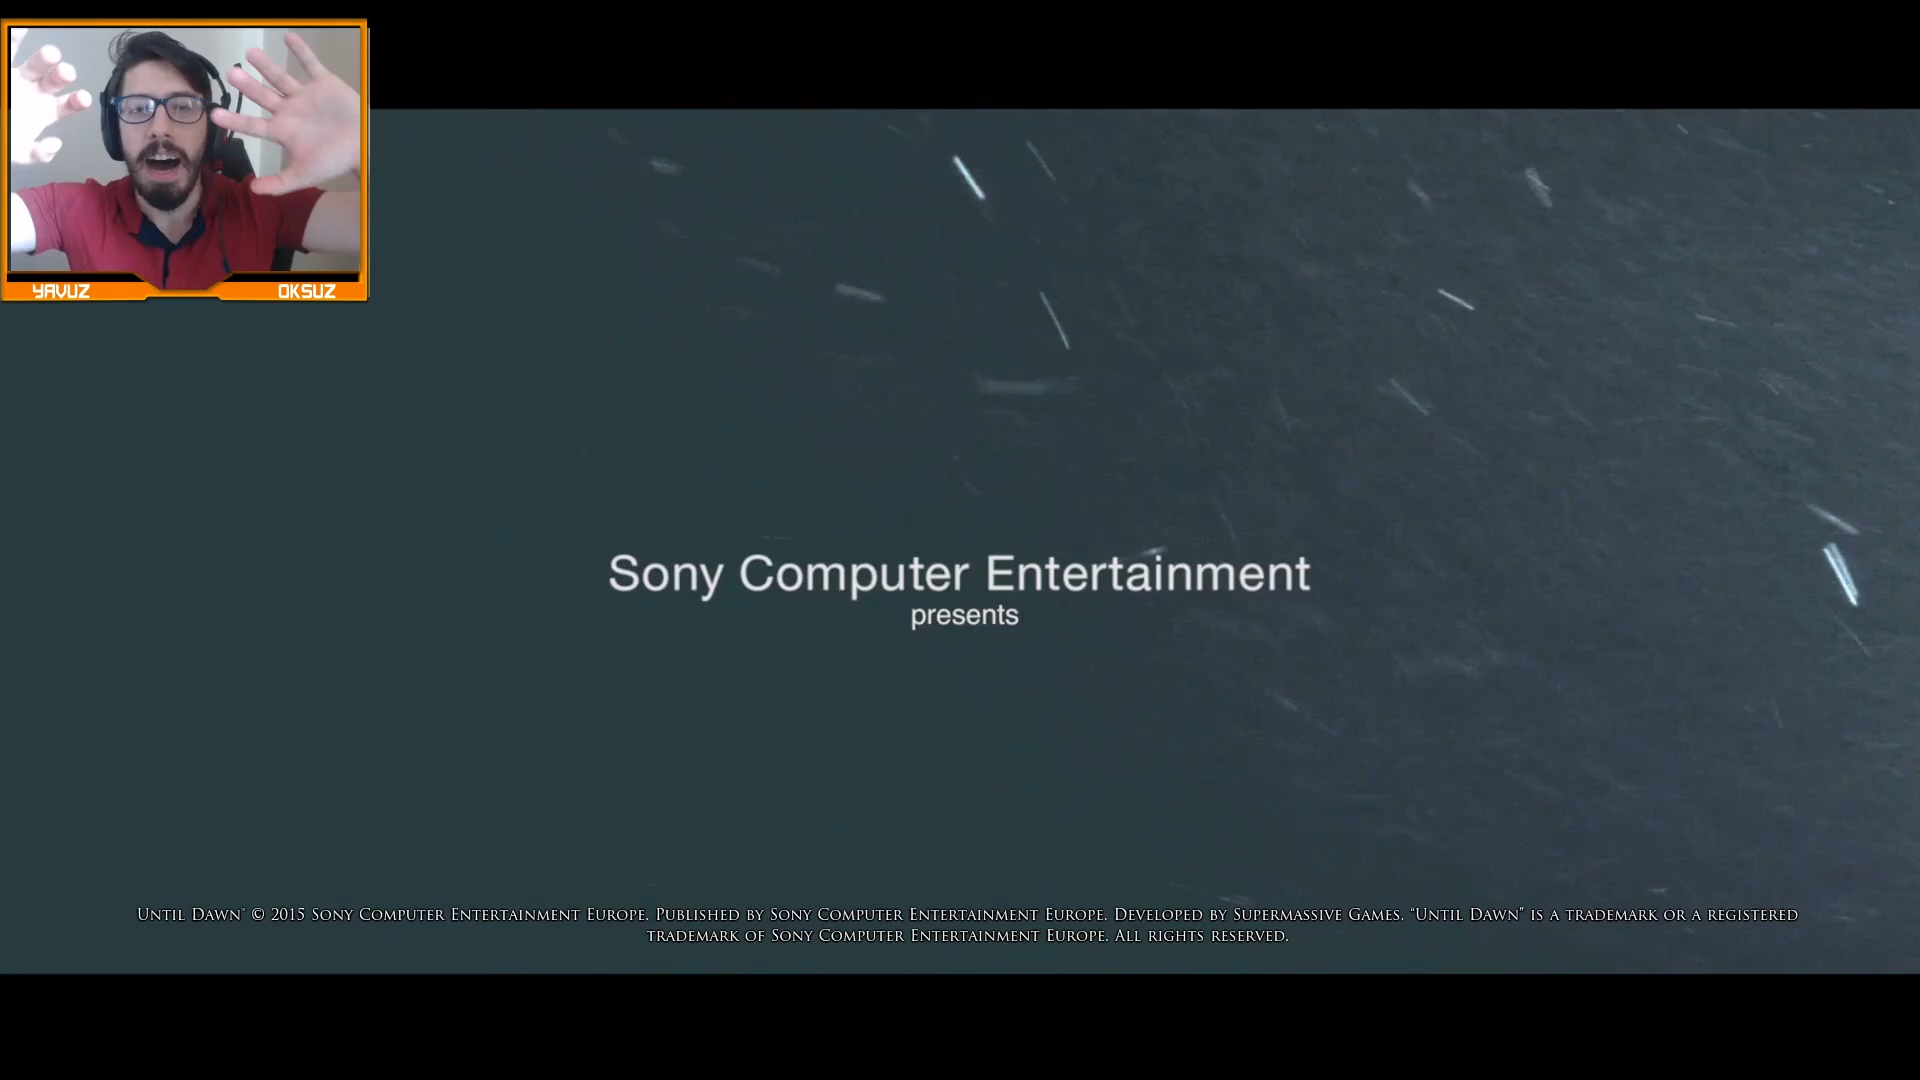 YAVUZ OKSUZ
Sony Computer Entertainment
presents
Until Dawn™ © 2015 Sony Computer Entertainment Europe. Published by Sony Computer Entertainment Europe. Developed by Supermassive Games. “Until Dawn” is a trademark or a registered
trademark of Sony Computer Entertainment Europe. All rights reserved.